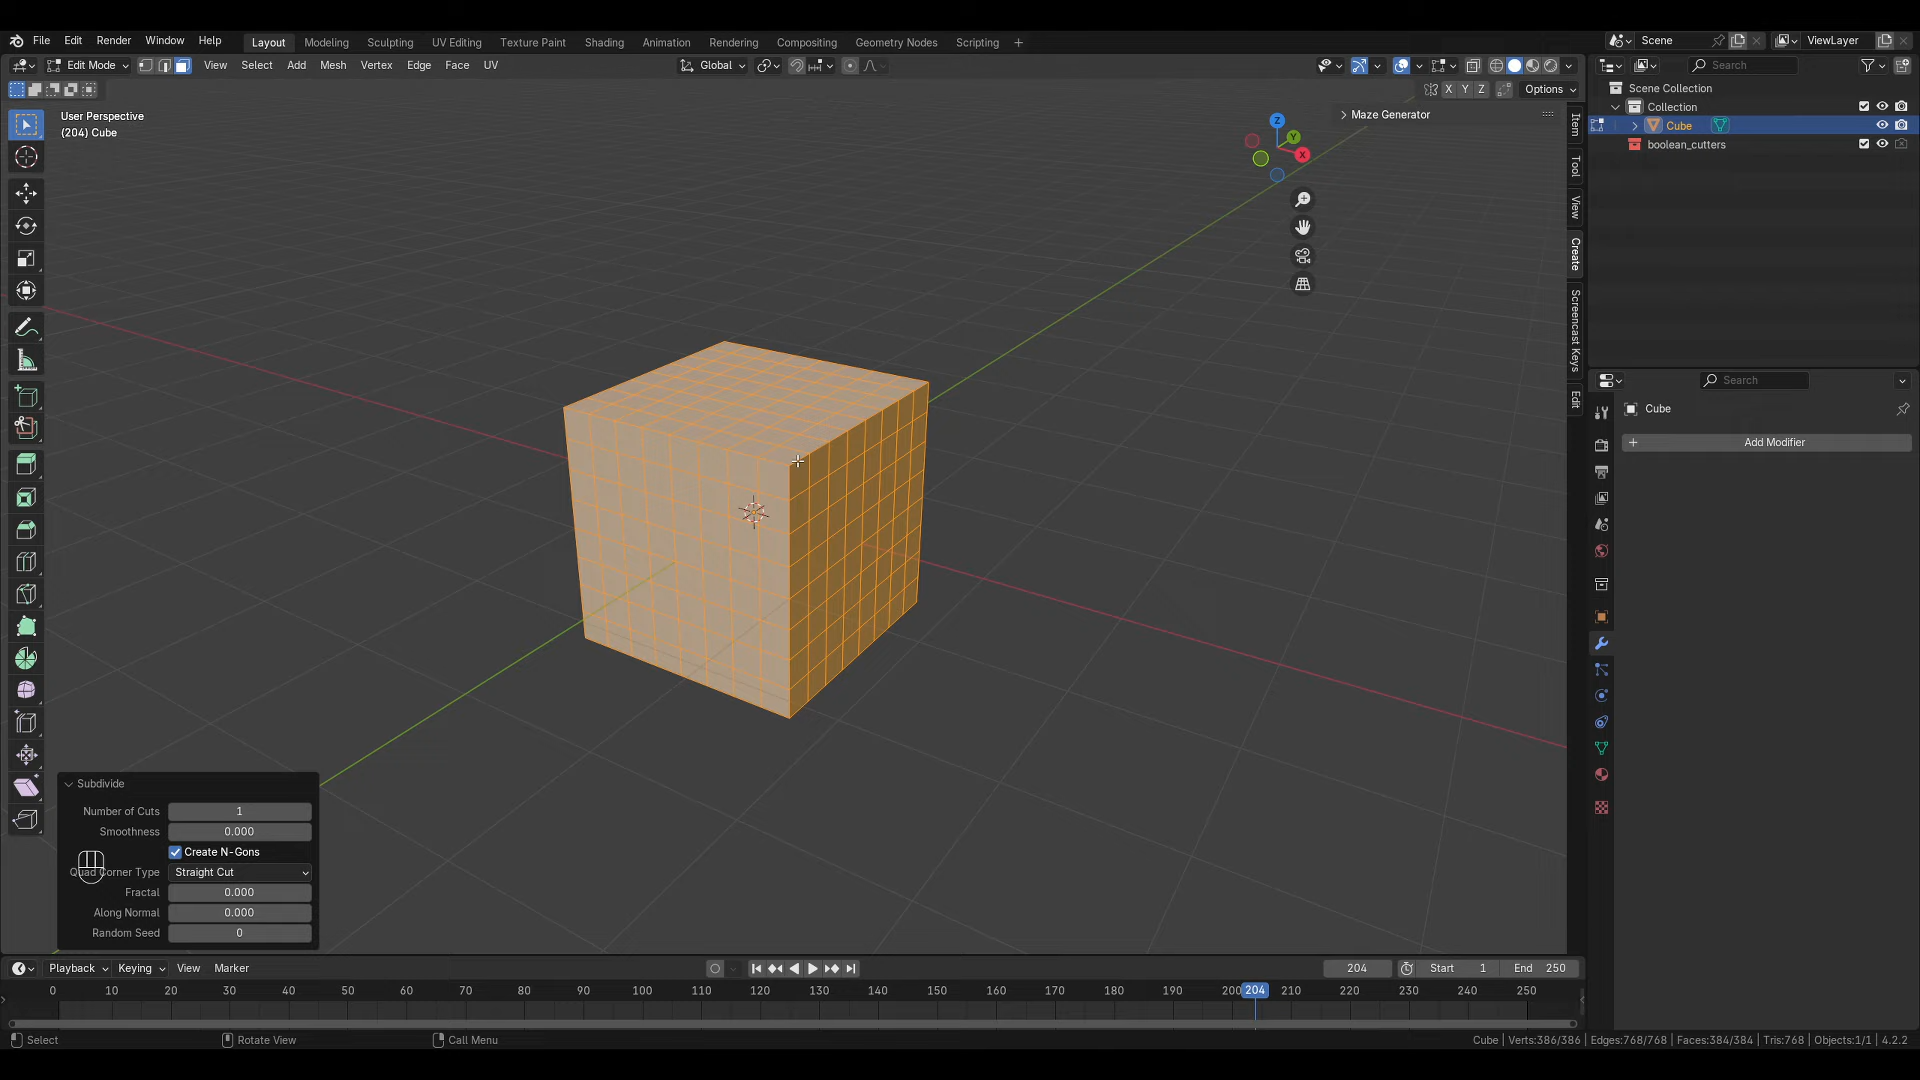 File Edit Render Window Help Layout Modeling Sculpting UV Editing Texture Paint Shading Animation Rendering Compositing Geometry Nodes Scripting + Scene ViewLayer
Edit Mode View Select Add Mesh Vertex Edge Face UV Global Search
X Y Z Options
Scene Collection
Collection
Cube
boolean_cutters
User Perspective
(204) Cube
Maze Generator
Z
Y
X
Item
Tool
View
Create
Screencast Keys
Edit
Search
Cube
+ Add Modifier
Subdivide
Number of Cuts 1
Smoothness 0.000
Create N-Gons
Quad Corner Type Straight Cut
Fractal 0.000
Along Normal 0.000
Random Seed 0
Playback Keying View Marker 204 Start 1 End 250
0 10 20 30 40 50 60 70 80 90 100 110 120 130 140 150 160 170 180 190 200 204 210 220 230 240 250
Select Rotate View Call Menu Cube | Verts:386/386 | Edges:768/768 | Faces:384/384 | Tris:768 | Objects:1/1 | 4.2.2